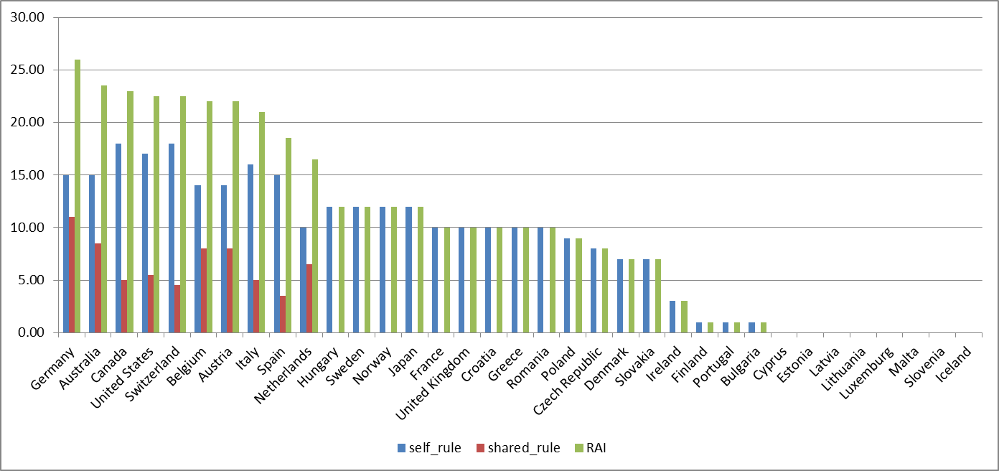 30.00
25.00
20.00
15.00
10.00
5.00
0.00
Germany
Australia
Canada
United States
Switzerland
Belgium
Austria
Italy
Spain
Netherlands
Hungary
Sweden
Norway
Japan
France
United Kingdom
Croatia
Greece
Romania
Poland
Czech Republic
Denmark
Slovakia
Ireland
Finland
Portugal
Bulgaria
Cyprus
Estonia
Latvia
Lithuania
Luxemburg
Malta
Slovenia
Iceland
self_rule shared_rule RAI